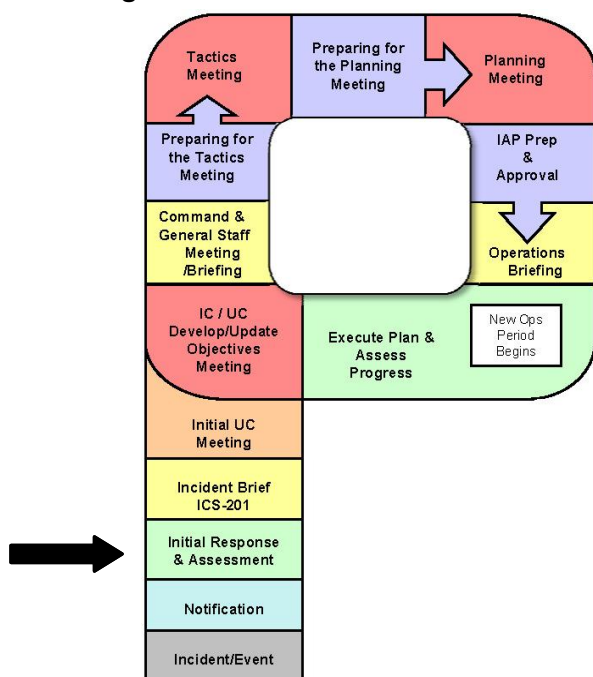 Tactics
Meeting
Preparing for
the Planning
Meeting
Planning
Meeting
Preparing for
the Tactics
Meeting
IAP Prep
&
Approval
Command &
General Staff
Meeting
/Briefing
Operations
Briefing
IC / UC
Develop/Update
Objectives
Meeting
Execute Plan &
Assess
Progress
New Ops
Period
Begins
Initial UC
Meeting
Incident Brief
ICS-201
Initial Response
& Assessment
Notification
Incident/Event